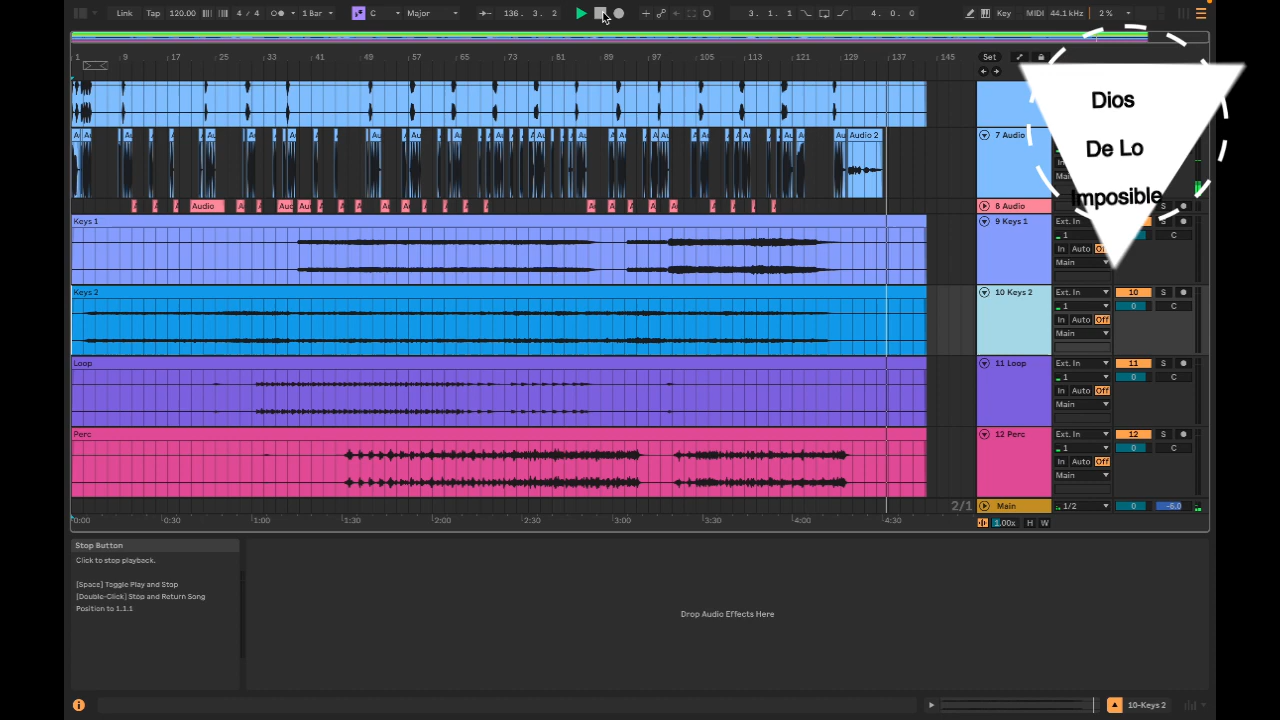 Link Tap 120.00 4 / 4 1 Bar C Major 136. 3. 2 3. 1. 1 4. 0. 0 Key MIDI 44.1 kHz 2 %
1 9 17 25 33 41 49 57 65 73 81 89 97 105 113 121 129 137 145 Set
Dios
De Lo
Imposible
Audio 2 7 Audio
Audio 8 Audio S
Keys 1 9 Keys 1 Ext. In
1 C
In Auto
Main
Keys 2 10 Keys 2 Ext. In 10 S
1 0 C
In Auto Off
Main
Loop 11 Loop Ext. In 11 S
1 0 C
In Auto Off
Main
Perc 12 Perc Ext. In 12 S
1 0 C
In Auto Off
Main
2/1 Main 1/2 0 -5.0
0:00 0:30 1:00 1:30 2:00 2:30 3:00 3:30 4:00 4:30 1.00x H W
Stop Button
Click to stop playback.
[Space] Toggle Play and Stop
[Double-Click] Stop and Return Song
Position to 1.1.1
Drop Audio Effects Here
10-Keys 2